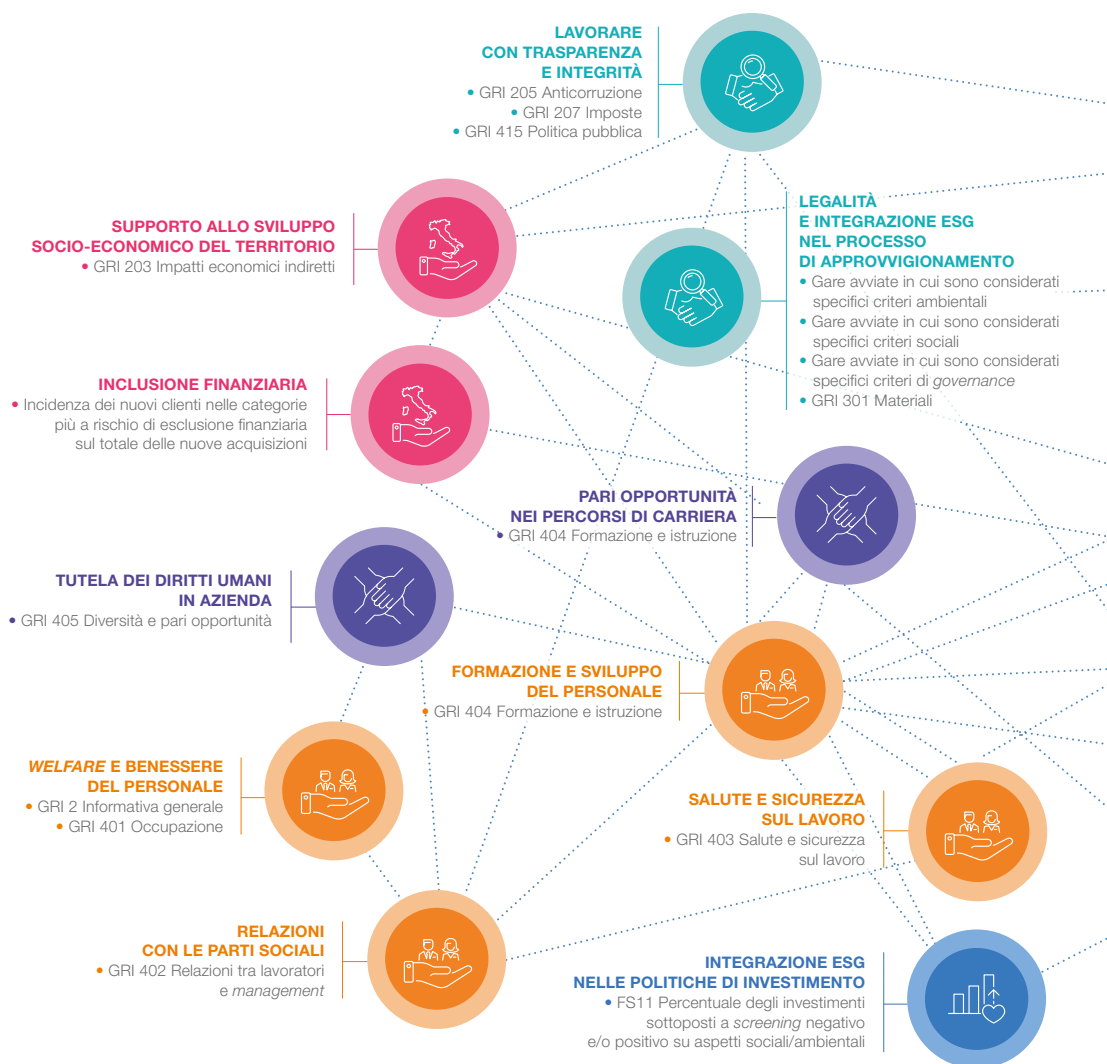 LAVORARE
CON TRASPARENZA
E INTEGRITÀ
• GRI 205 Anticorruzione
• GRI 207 Imposte
• GRI 415 Politica pubblica
SUPPORTO ALLO SVILUPPO
SOCIO-ECONOMICO DEL TERRITORIO
• GRI 203 Impatti economici indiretti
LEGALITÀ
E INTEGRAZIONE ESG
NEL PROCESSO
DI APPROVVIGIONAMENTO
• Gare avviate in cui sono considerati
specifici criteri ambientali
• Gare avviate in cui sono considerati
specifici criteri sociali
• Gare avviate in cui sono considerati
specifici criteri di governance
• GRI 301 Materiali
INCLUSIONE FINANZIARIA
• Incidenza dei nuovi clienti nelle categorie
più a rischio di esclusione finanziaria
sul totale delle nuove acquisizioni
PARI OPPORTUNITÀ
NEI PERCORSI DI CARRIERA
• GRI 404 Formazione e istruzione
TUTELA DEI DIRITTI UMANI
IN AZIENDA
• GRI 405 Diversità e pari opportunità
FORMAZIONE E SVILUPPO
DEL PERSONALE
• GRI 404 Formazione e istruzione
WELFARE E BENESSERE
DEL PERSONALE
• GRI 2 Informativa generale
• GRI 401 Occupazione
SALUTE E SICUREZZA
SUL LAVORO
• GRI 403 Salute e sicurezza
sul lavoro
RELAZIONI
CON LE PARTI SOCIALI
• GRI 402 Relazioni tra lavoratori
e management
INTEGRAZIONE ESG
NELLE POLITICHE DI INVESTIMENTO
• FS11 Percentuale degli investimenti
sottoposti a screening negativo
e/o positivo su aspetti sociali/ambientali